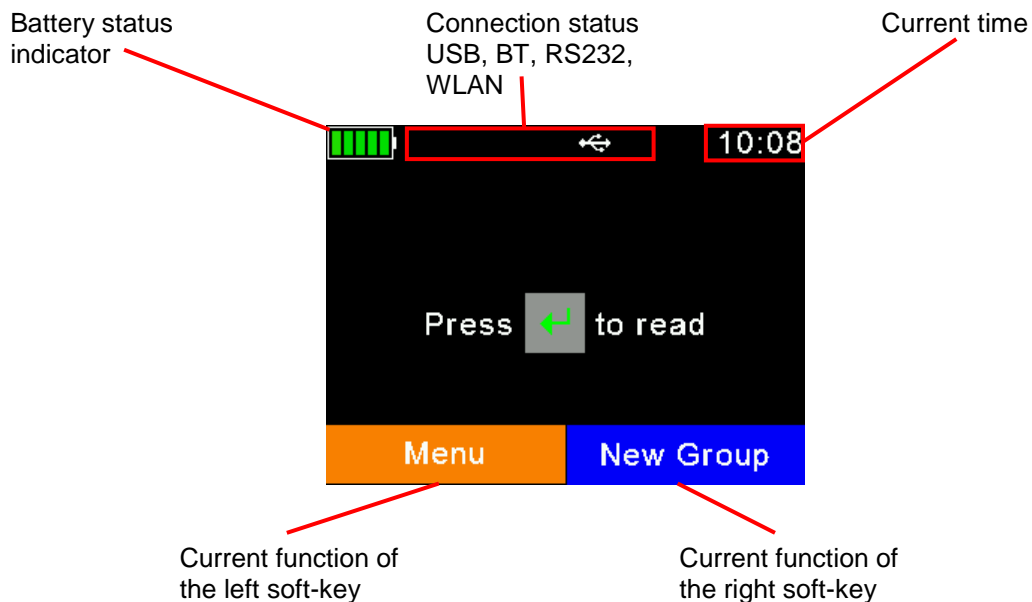 Battery status
indicator
Connection status
USB, BT, RS232,
WLAN
Current time
10:08
Press to read
Menu
New Group
Current function of
the left soft-key
Current function of
the right soft-key